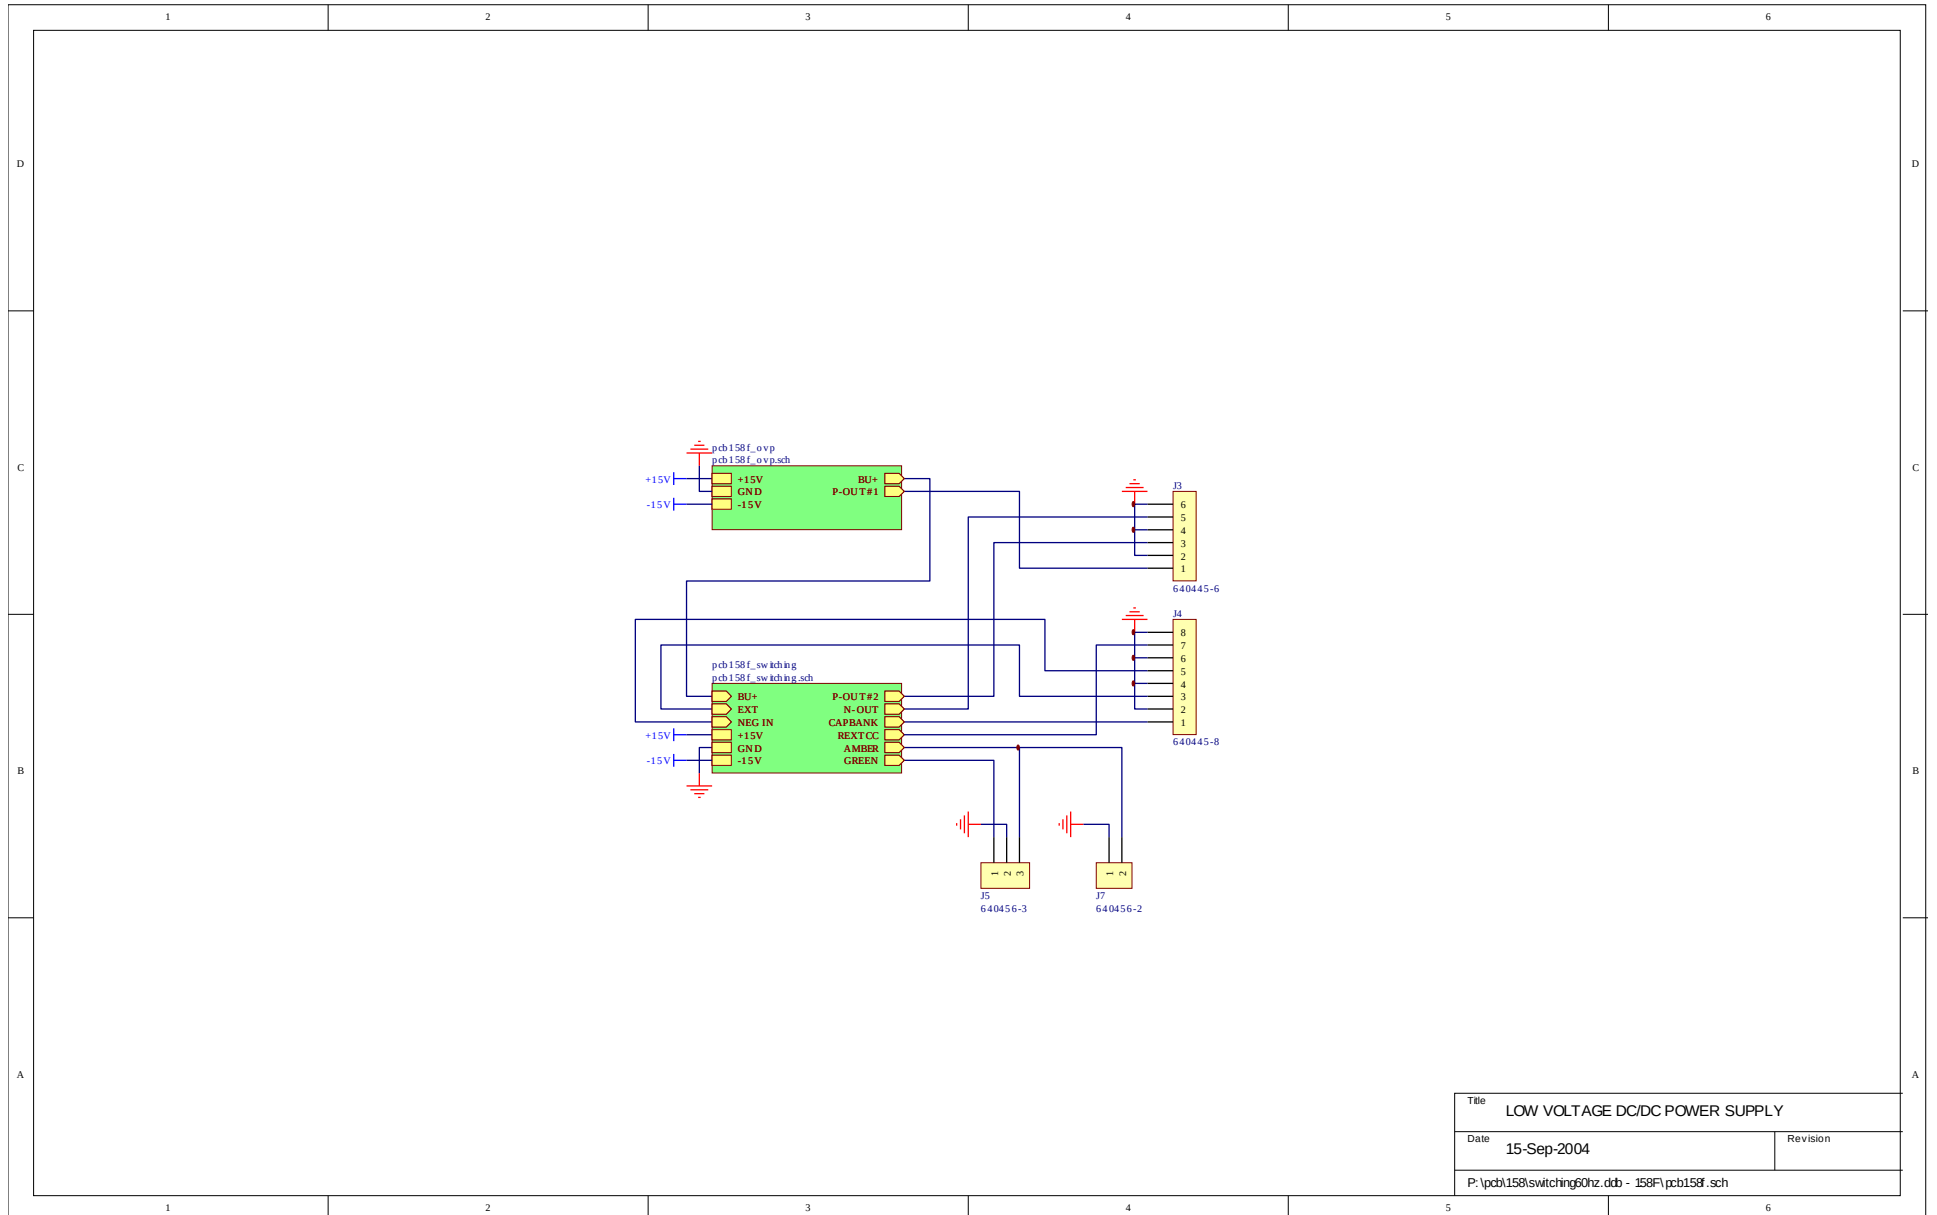 1 2 3 4 5 6
D D
pcb158f_ovp
C pcb158f_ovp.sch C
+15V +15V BU+
GND P-OUT#1
-15V -15V
J3
6
5
4
3
2
1
640445-6
J4
8
7
6
5
4
3
2
1
640445-8
pcb158f_switching
pcb158f_switching.sch
BU+ P-OUT#2
EXT N-OUT
NEG IN CAPBANK
+15V +15V REXTCC
GND AMBER
-15V -15V GREEN
B B
1 2 3
J5
640456-3
1 2
J7
640456-2
A A
Title LOW VOLTAGE DC/DC POWER SUPPLY
Date 15-Sep-2004 Revision
P:\pcb\158\switching60hz.ddb - 158F\pcb158f.sch
1 2 3 4 5 6